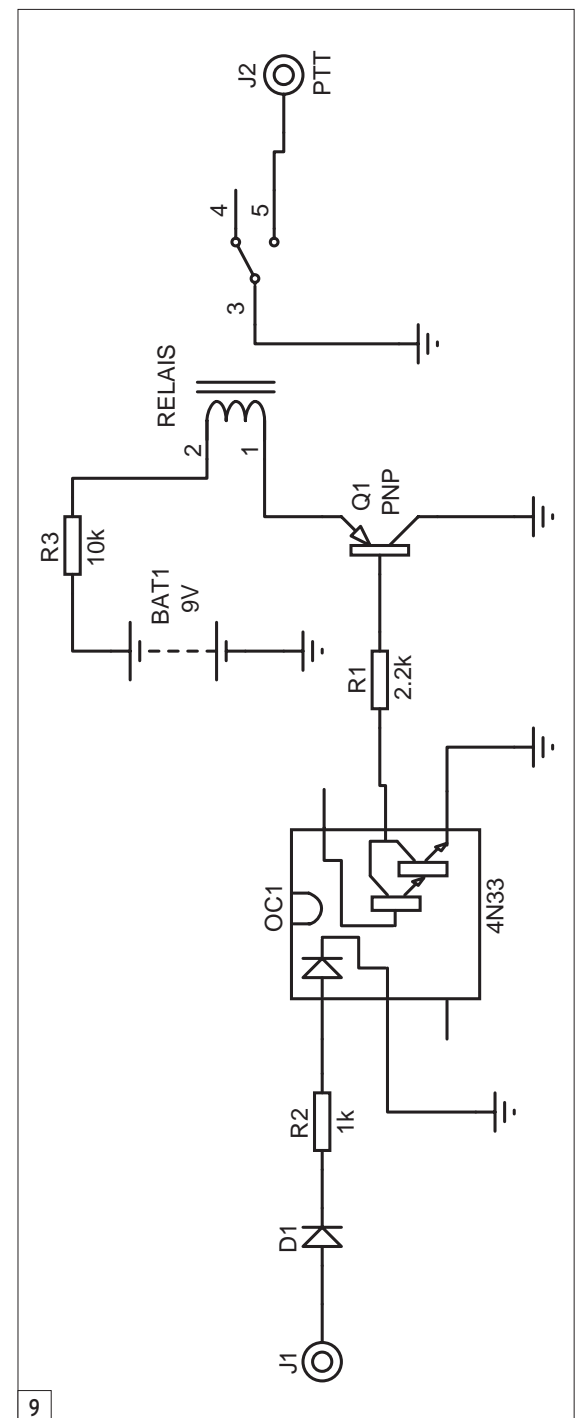 J1
D1
R2
1k
OC1
4N33
R1
2.2k
BAT1
9V
R3
10k
Q1
PNP
RELAIS
2
1
3
4
5
J2
PTT
9